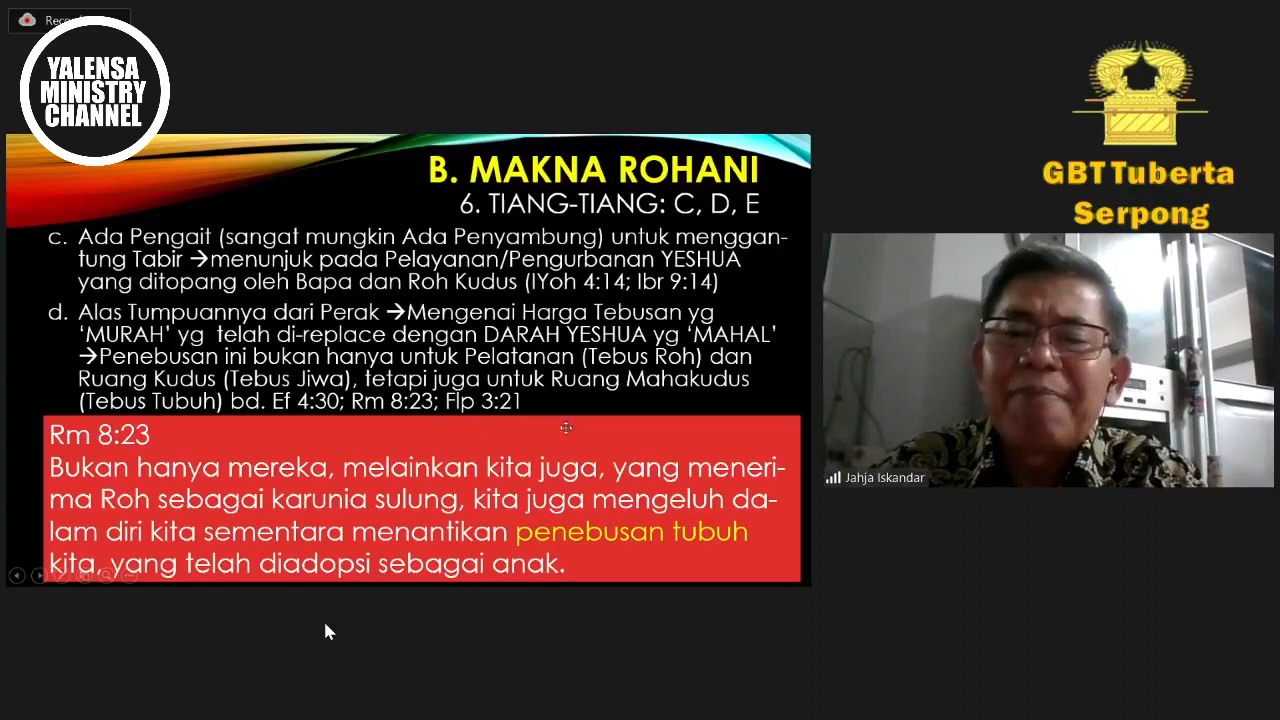 Rec
YALENSA
MINISTRY
CHANNEL
B. MAKNA ROHANI
6. TIANG-TIANG: C, D, E
c. Ada Pengait (sangat mungkin Ada Penyambung) untuk menggan-
tung Tabir →menunjuk pada Pelayanan/Pengurbanan YESHUA
yang ditopang oleh Bapa dan Roh Kudus (IYoh 4:14; Ibr 9:14)
d. Alas Tumpuannya dari Perak →Mengenai Harga Tebusan yg
‘MURAH’ yg telah di-replace dengan DARAH YESHUA yg ‘MAHAL’
→Penebusan ini bukan hanya untuk Pelatanan (Tebus Roh) dan
Ruang Kudus (Tebus Jiwa), tetapi juga untuk Ruang Mahakudus
(Tebus Tubuh) bd. Ef 4:30; Rm 8:23; Flp 3:21
Rm 8:23
Bukan hanya mereka, melainkan kita juga, yang meneri-
ma Roh sebagai karunia sulung, kita juga mengeluh da-
lam diri kita sementara menantikan penebusan tubuh
kita, yang telah diadopsi sebagai anak.
GBT Tuberta
Serpong
Jahja Iskandar